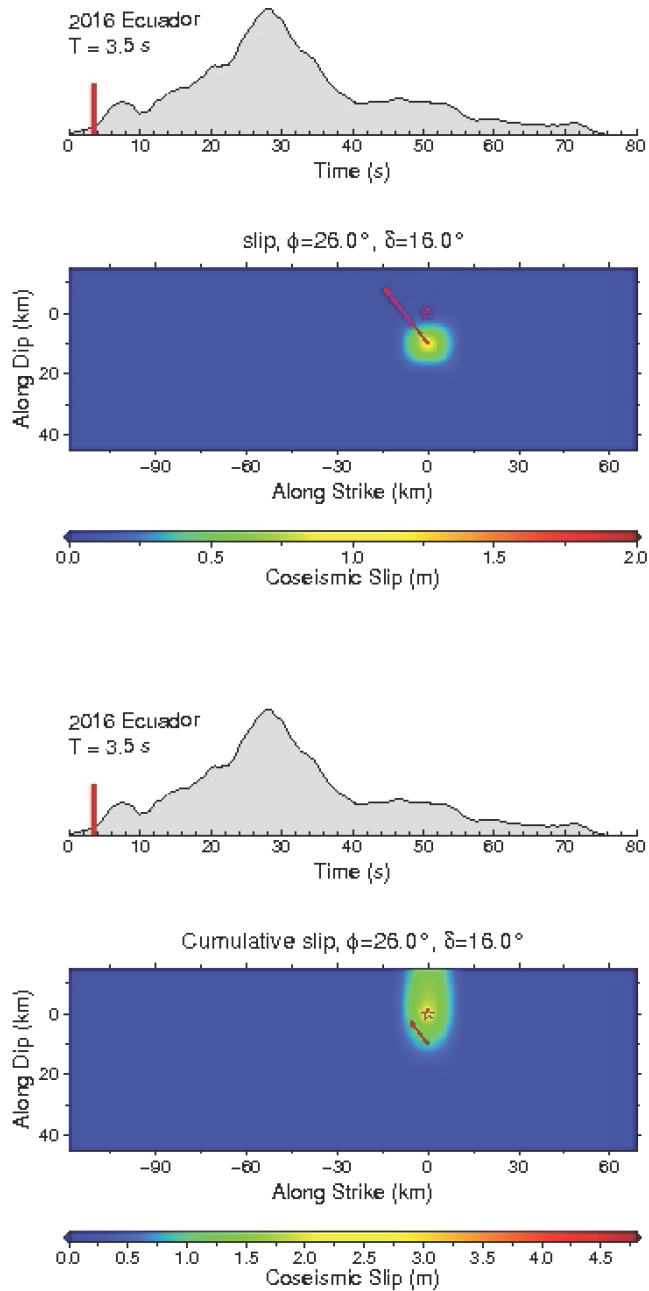 2016 Ecuador
T = 3.5 s
0 10 20 30 40 50 60 70 80
Time (s)
slip, ϕ=26.0°, δ=16.0°
0
20
40
Along Dip (km)
−90 −60 −30 0 30 60
Along Strike (km)
0.0 0.5 1.0 1.5 2.0
Coseismic Slip (m)
2016 Ecuador
T = 3.5 s
0 10 20 30 40 50 60 70 80
Time (s)
Cumulative slip, ϕ=26.0°, δ=16.0°
0
20
40
Along Dip (km)
−90 −60 −30 0 30 60
Along Strike (km)
0.0 0.5 1.0 1.5 2.0 2.5 3.0 3.5 4.0 4.5
Coseismic Slip (m)